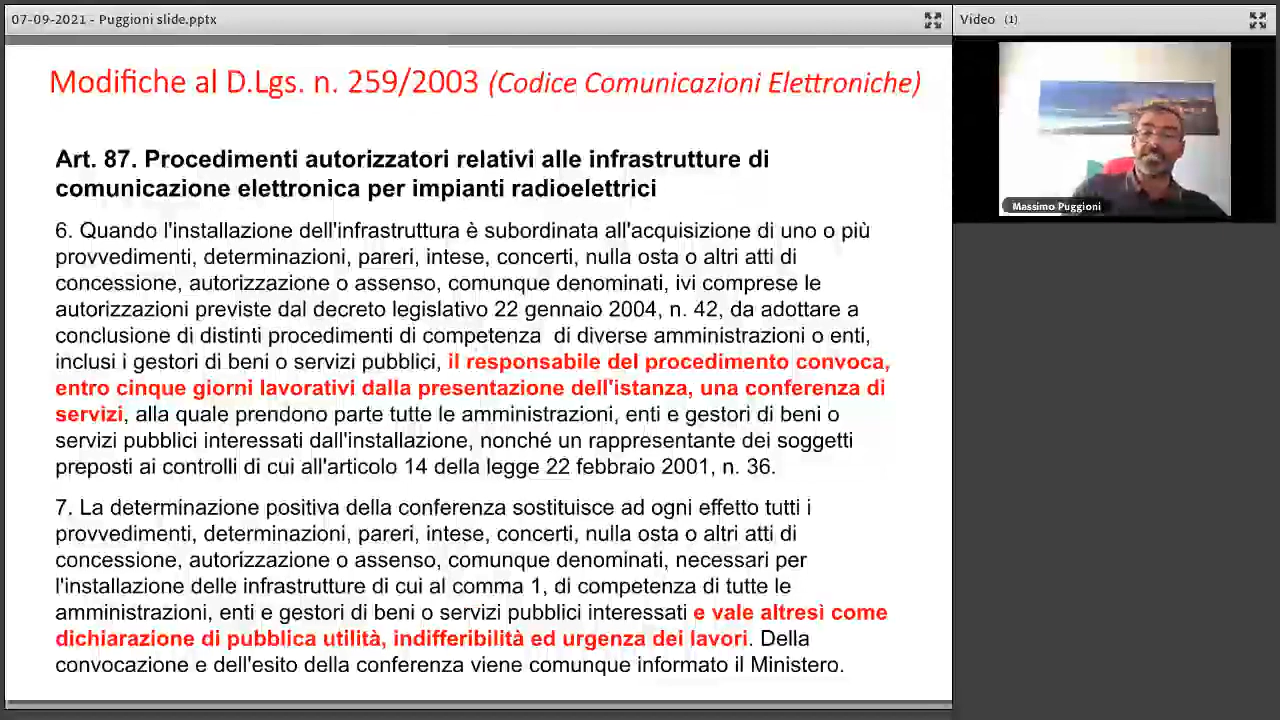 07-09-2021 - Puggioni slide.pptx
Video (1)
Modifiche al D.Lgs. n. 259/2003 (Codice Comunicazioni Elettroniche)
Art. 87. Procedimenti autorizzatori relativi alle infrastrutture di
comunicazione elettronica per impianti radioelettrici
6. Quando l'installazione dell'infrastruttura è subordinata all'acquisizione di uno o più
provvedimenti, determinazioni, pareri, intese, concerti, nulla osta o altri atti di
concessione, autorizzazione o assenso, comunque denominati, ivi comprese le
autorizzazioni previste dal decreto legislativo 22 gennaio 2004, n. 42, da adottare a
conclusione di distinti procedimenti di competenza di diverse amministrazioni o enti,
inclusi i gestori di beni o servizi pubblici, il responsabile del procedimento convoca,
entro cinque giorni lavorativi dalla presentazione dell'istanza, una conferenza di
servizi, alla quale prendono parte tutte le amministrazioni, enti e gestori di beni o
servizi pubblici interessati dall'installazione, nonché un rappresentante dei soggetti
preposti ai controlli di cui all'articolo 14 della legge 22 febbraio 2001, n. 36.
7. La determinazione positiva della conferenza sostituisce ad ogni effetto tutti i
provvedimenti, determinazioni, pareri, intese, concerti, nulla osta o altri atti di
concessione, autorizzazione o assenso, comunque denominati, necessari per
l'installazione delle infrastrutture di cui al comma 1, di competenza di tutte le
amministrazioni, enti e gestori di beni o servizi pubblici interessati e vale altresì come
dichiarazione di pubblica utilità, indifferibilità ed urgenza dei lavori. Della
convocazione e dell'esito della conferenza viene comunque informato il Ministero.
Massimo Puggioni